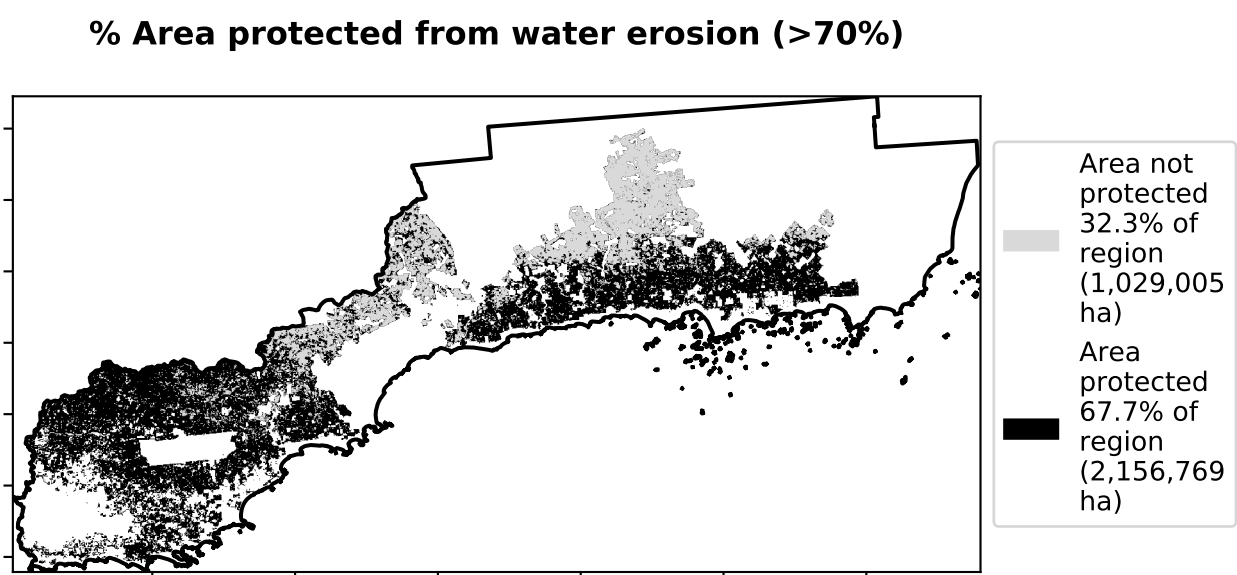 % Area protected from water erosion (>70%)
Area not
protected
32.3% of
region
(1,029,005
ha)
Area
protected
67.7% of
region
(2,156,769
ha)